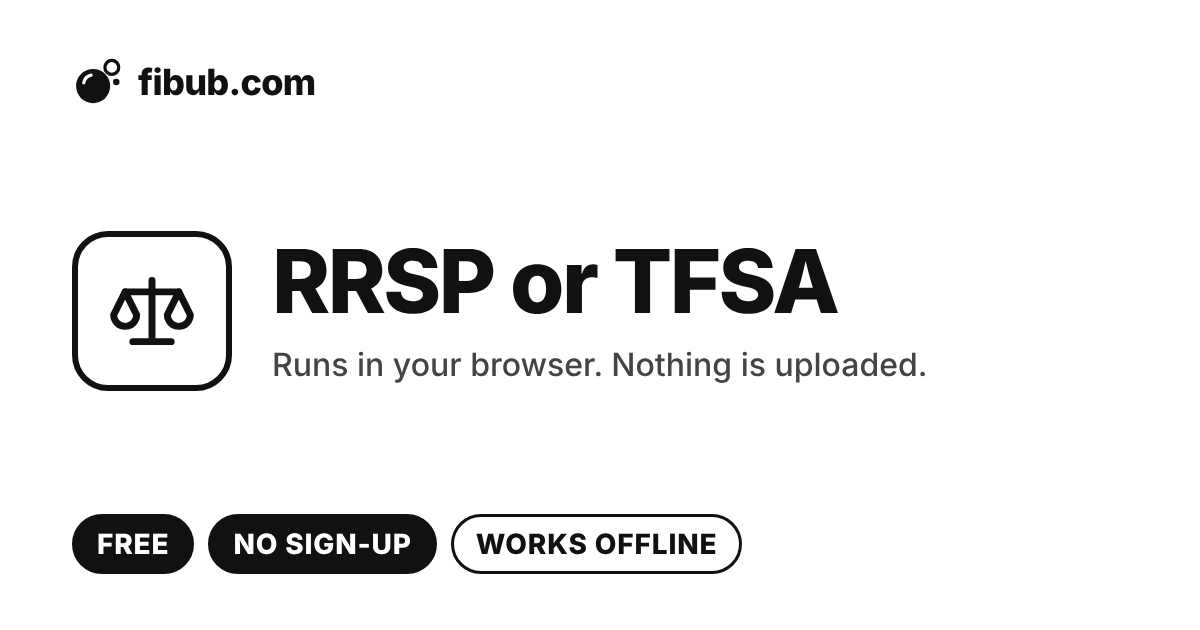 fibub.com
RRSP or TFSA
Runs in your browser. Nothing is uploaded.
FREE
NO SIGN-UP
WORKS OFFLINE